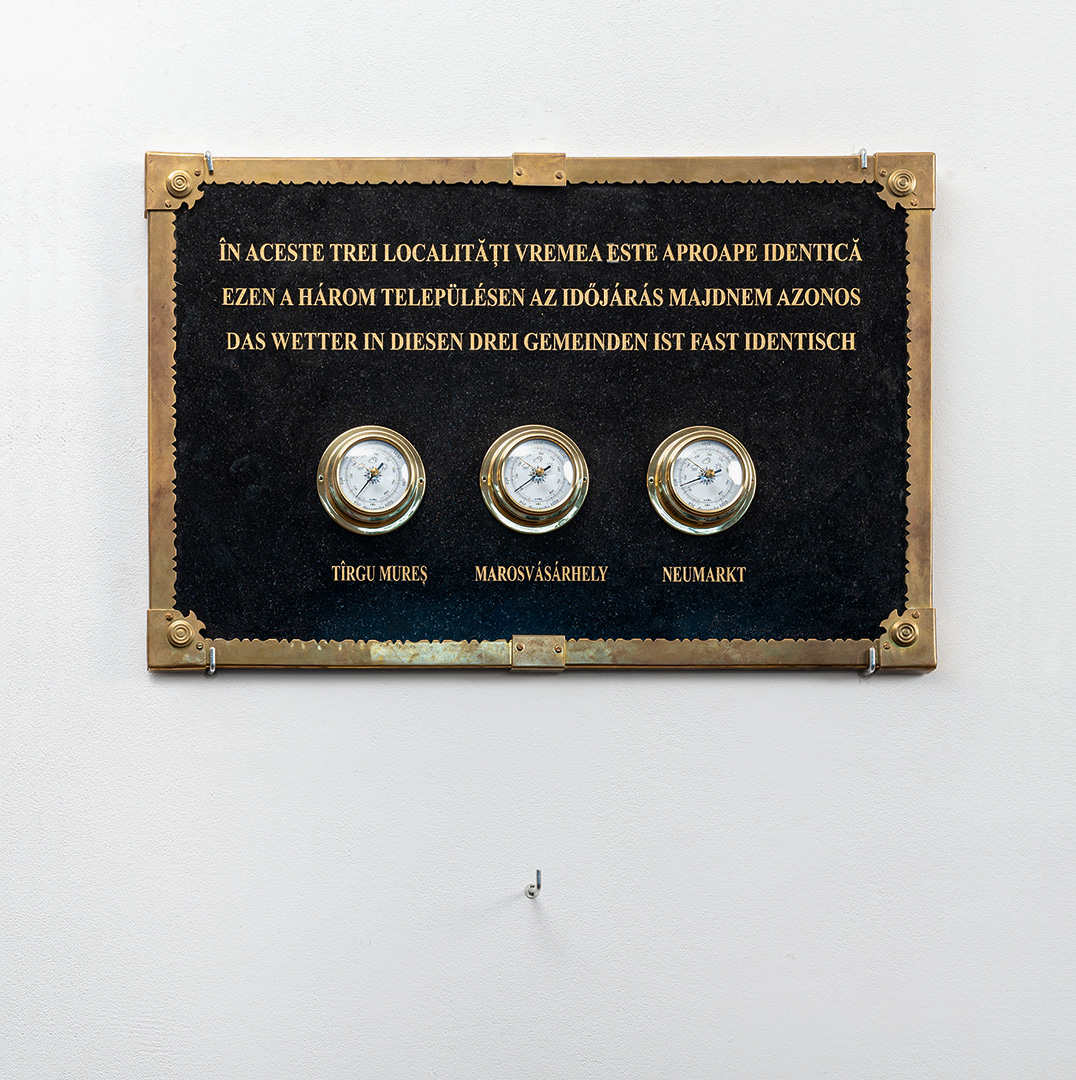 ÎN ACESTE TREI LOCALITĂȚI VREMEA ESTE APROAPE IDENTICĂ
EZEN A HÁROM TELEPÜLÉSEN AZ IDŐJÁRÁS MAJDNEM AZONOS
DAS WETTER IN DIESEN DREI GEMEINDEN IST FAST IDENTISCH
TÎRGU MUREȘ
MAROSVÁSÁRHELY
NEUMARKT